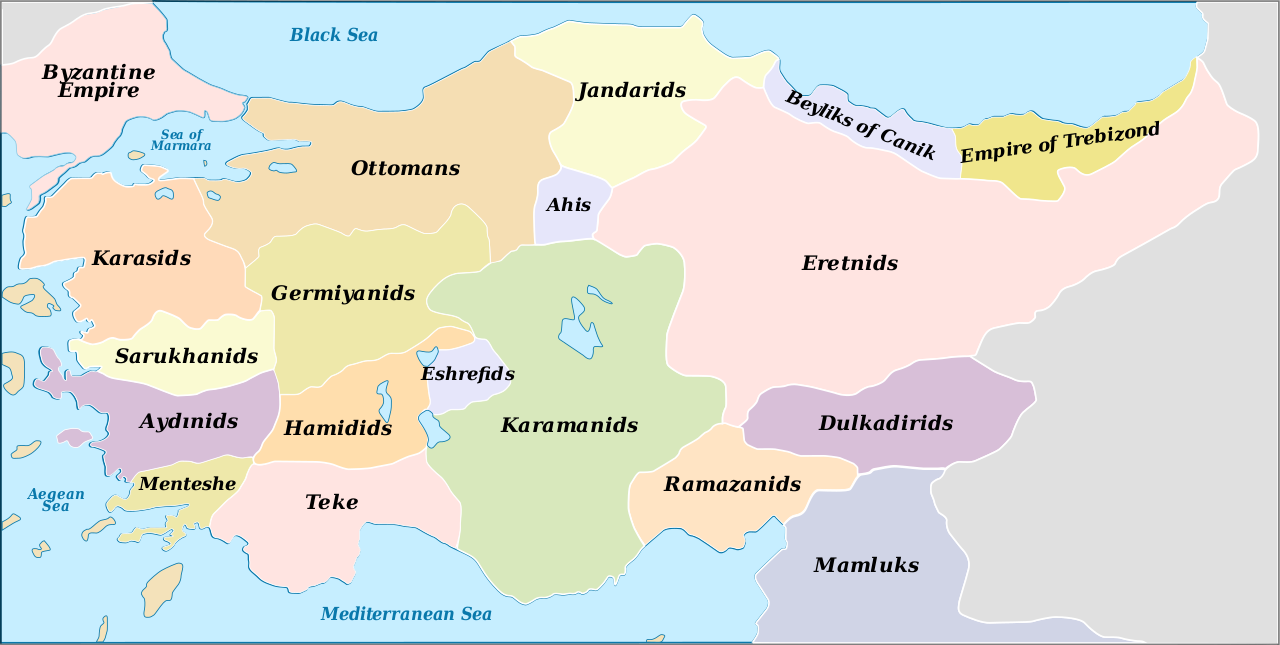 Black Sea
Byzantine
Empire
Jandarids
Beyliks of Canik
Empire of Trebizond
Sea of
Marmara
Ottomans
Ahis
Karasids
Eretnids
Germiyanids
Sarukhanids
Eshrefids
Aydınids
Hamidids
Karamanids
Dulkadirids
Menteshe
Ramazanids
Aegean
Sea
Teke
Mamluks
Mediterranean Sea